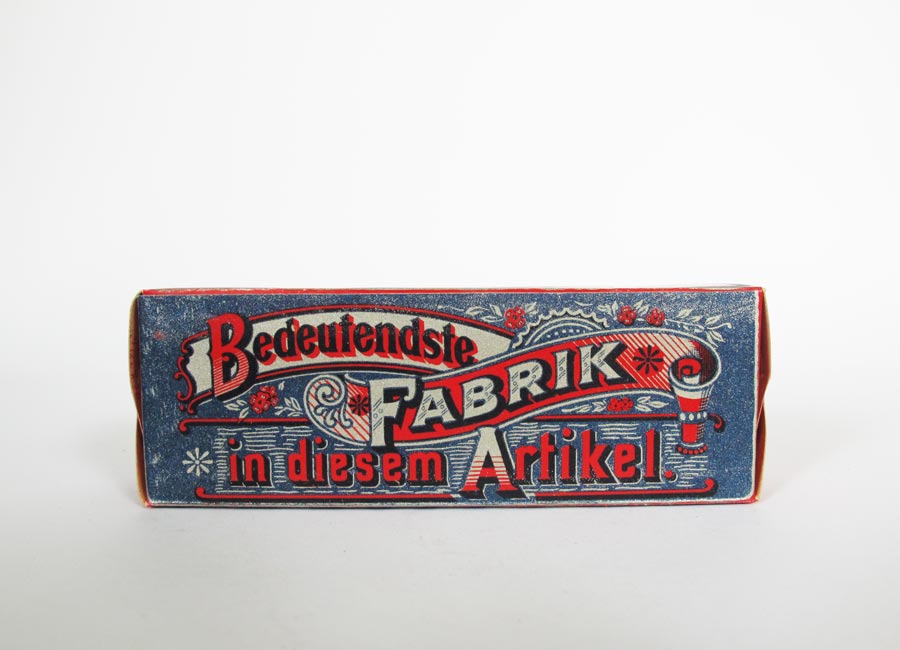 Bedeutendste
FABRIK
in diesem Artikel.